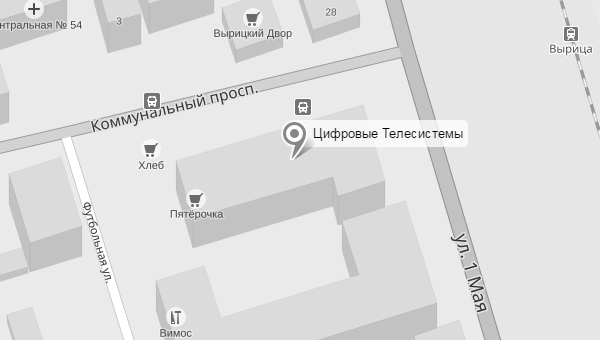 нтральная № 54
3
28
Вырицкий Двор
Вырица
Коммунальный просп.
Цифровые Телесистемы
Хлеб
Пятёрочка
Футбольная ул.
ул. 1 Мая
Вимос